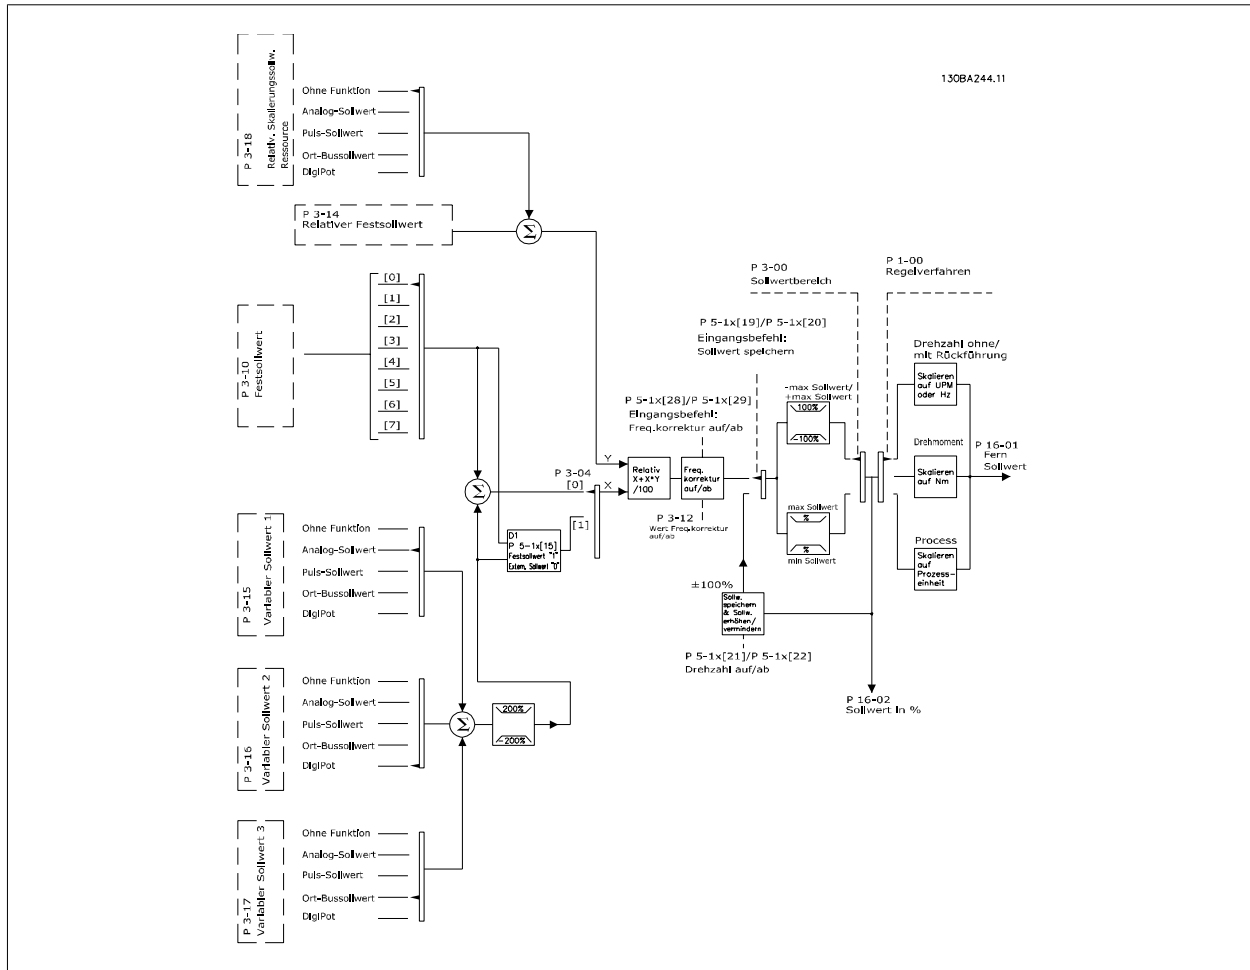 130BA244.11
P 3-18
Relativ. Skalierungssollw.
Ressource
Ohne Funktion
Analog-Sollwert
Puls-Sollwert
Ort-Bussollwert
DigiPot
P 3-14
Relativer Festsollwert
Σ
P 3-10
Festsollwert
[0]
[1]
[2]
[3]
[4]
[5]
[6]
[7]
P 3-15
Variabler Sollwert 1
Ohne Funktion
Analog-Sollwert
Puls-Sollwert
Ort-Bussollwert
DigiPot
P 3-16
Variabler Sollwert 2
Ohne Funktion
Analog-Sollwert
Puls-Sollwert
Ort-Bussollwert
DigiPot
P 3-17
Variabler Sollwert 3
Ohne Funktion
Analog-Sollwert
Puls-Sollwert
Ort-Bussollwert
DigiPot
Σ
200%
-200%
Σ
D1
P 5-1x[15]
Festsollwert "1"
Extern. Sollwert "0"
P 3-04
[0]
[1]
Y
X
Relativ
X+X*Y
/100
P 5-1x[28]/P 5-1x[29]
Eingangsbefehl:
Freq.korrektur auf/ab
Freq.
korrektur
auf/ab
P 3-12
Wert Freq.korrektur
auf/ab
P 5-1x[19]/P 5-1x[20]
Eingangsbefehl:
Sollwert speichern
±100%
Sollw.
speichern
& Sollw.
erhöhen/
vermindern
P 5-1x[21]/P 5-1x[22]
Drehzahl auf/ab
P 3-00
Sollwertbereich
-max Sollwert/
+max Sollwert
100%
-100%
max Sollwert
%
%
min Sollwert
P 1-00
Regelverfahren
Drehzahl ohne/
mit Rückführung
Skalieren
auf UPM
oder Hz
Drehmoment
Skalieren
auf Nm
Process
Skalieren
auf
Prozess-
einheit
P 16-01
Fern
Sollwert
P 16-02
Sollwert in %